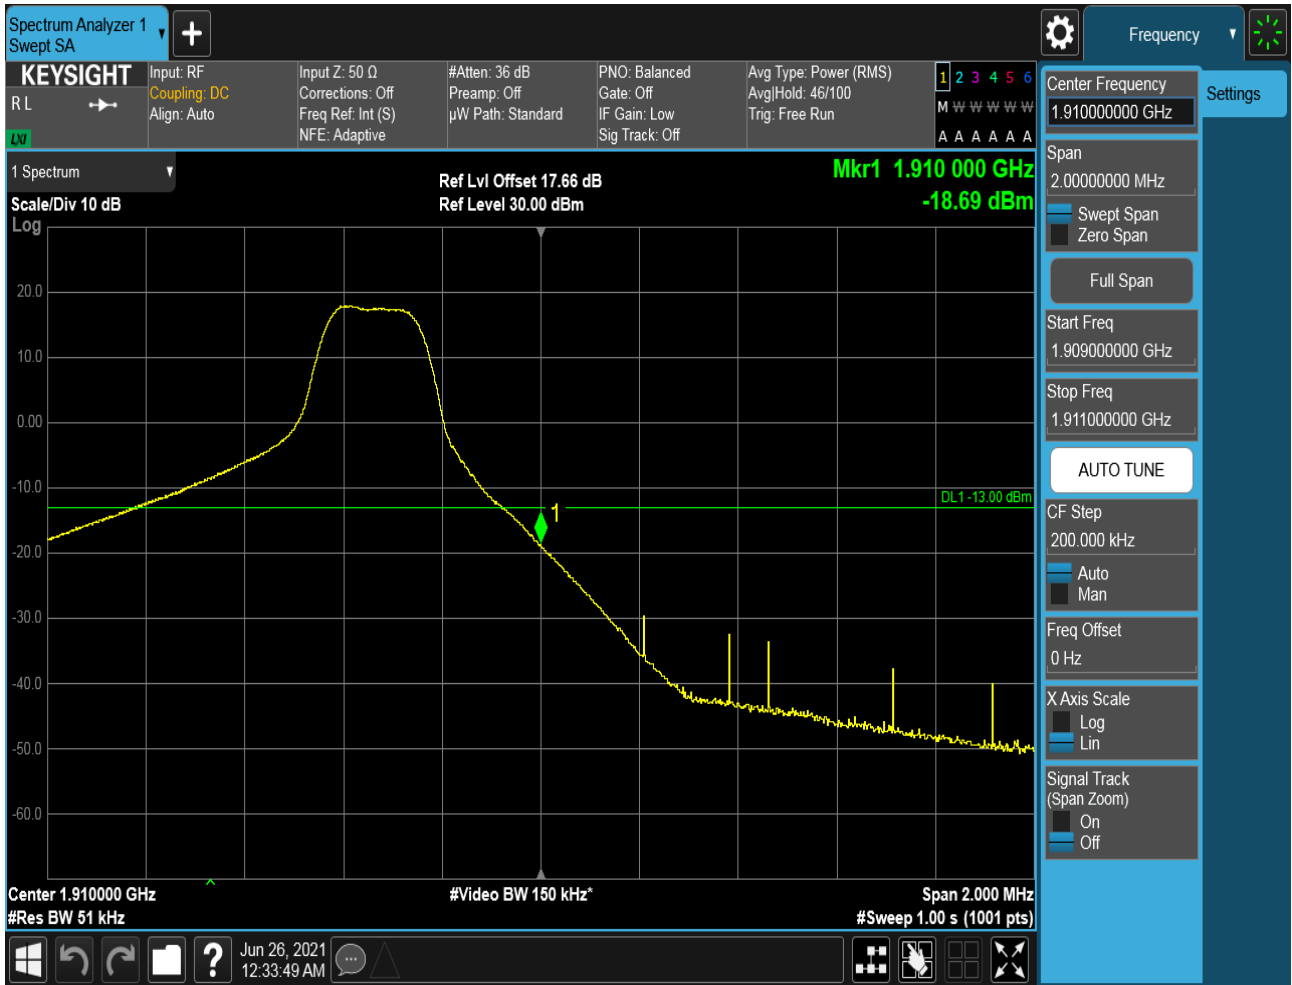 Spectrum Analyzer 1
Swept SA
+
Frequency
KEYSIGHT
R L
LXI
Input: RF
Coupling: DC
Align: Auto
Input Z: 50 Ω
Corrections: Off
Freq Ref: Int (S)
NFE: Adaptive
#Atten: 36 dB
Preamp: Off
µW Path: Standard
PNO: Balanced
Gate: Off
IF Gain: Low
Sig Track: Off
Avg Type: Power (RMS)
Avg|Hold: 46/100
Trig: Free Run
1 2 3 4 5 6
M W W W W W
A A A A A A
1 Spectrum
Scale/Div 10 dB
Log
Ref Lvl Offset 17.66 dB
Ref Level 30.00 dBm
Mkr1 1.910 000 GHz
-18.69 dBm
20.0
10.0
0.00
-10.0
-20.0
-30.0
-40.0
-50.0
-60.0
DL1 -13.00 dBm
1
Center 1.910000 GHz
#Res BW 51 kHz
#Video BW 150 kHz*
Span 2.000 MHz
#Sweep 1.00 s (1001 pts)
Center Frequency
1.910000000 GHz
Settings
Span
2.00000000 MHz
Swept Span
Zero Span
Full Span
Start Freq
1.909000000 GHz
Stop Freq
1.911000000 GHz
AUTO TUNE
CF Step
200.000 kHz
Auto
Man
Freq Offset
0 Hz
X Axis Scale
Log
Lin
Signal Track
(Span Zoom)
On
Off
?
Jun 26, 2021
12:33:49 AM